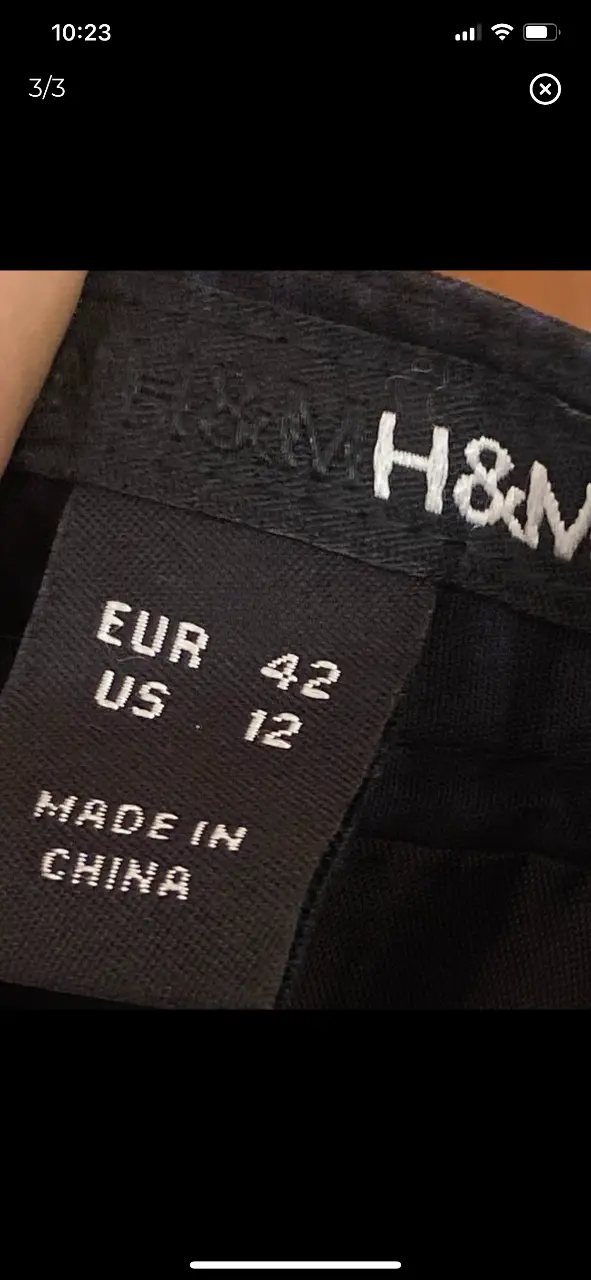 10:23
3/3
H&M H&M
EUR 42
US 12
MADE IN
CHINA